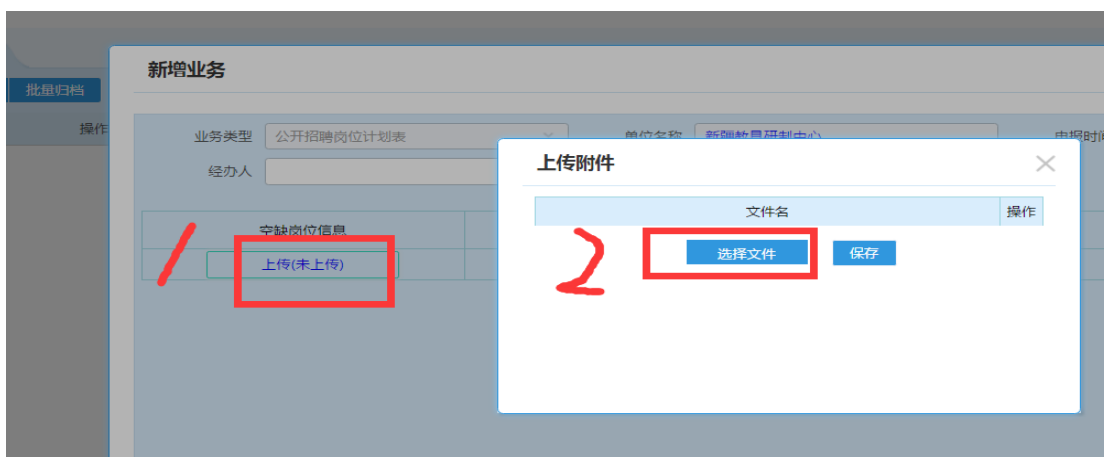 新增业务
批量归档
操作
业务类型 公开招聘岗位计划表 单位名称 新疆教具研制中心 申报时间
经办人
上传附件
文件名 操作
空缺岗位信息
选择文件 保存
上传(未上传)
1
2